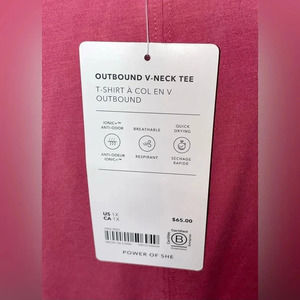 OUTBOUND V-NECK TEE
T-SHIRT À COL EN V
OUTBOUND
IONIC+™
ANTI-ODOR
BREATHABLE
QUICK
DRYING
ANTI-ODEUR
IONIC+™
RESPIRANT
SÉCHAGE
RAPIDE
US 1X
CA 1X
$65.00
Certified
B
Corporation
POWER OF SHE